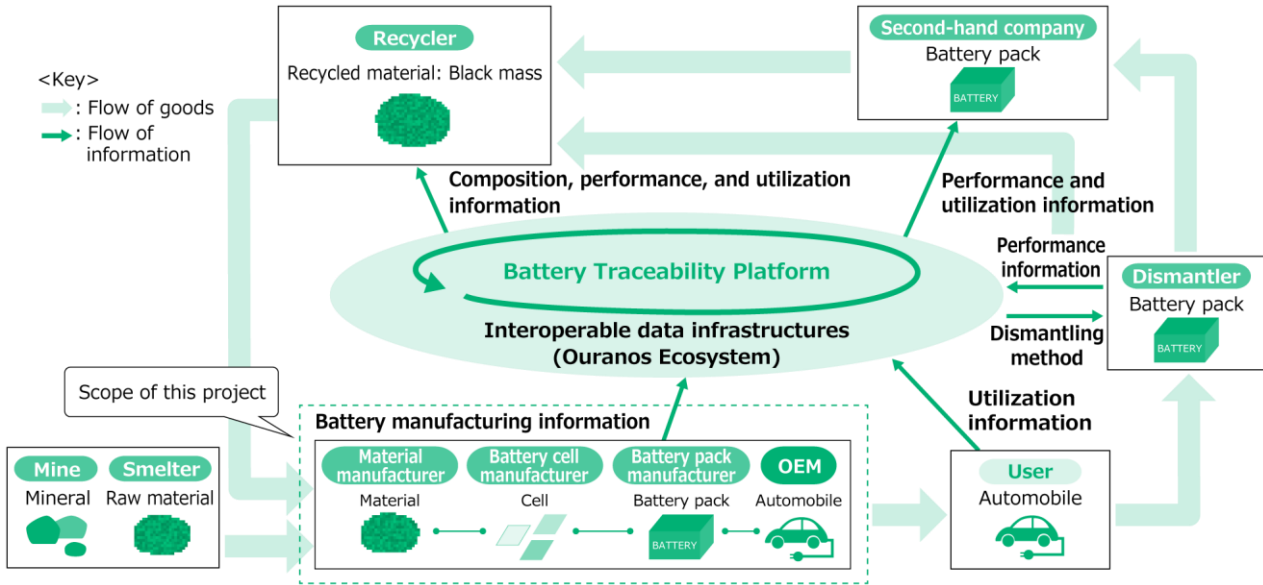 Recycler
Recycled material: Black mass
Second-hand company
Battery pack
BATTERY
<Key>
: Flow of goods
: Flow of
information
Composition, performance, and utilization
information
Performance and
utilization information
Battery Traceability Platform
Interoperable data infrastructures
(Ouranos Ecosystem)
Performance
information
Dismantling
method
Dismantler
Battery pack
BATTERY
Scope of this project
Battery manufacturing information
Utilization
information
Mine
Mineral
Smelter
Raw material
Material
manufacturer
Material
Battery cell
manufacturer
Cell
Battery pack
manufacturer
Battery pack
BATTERY
OEM
Automobile
User
Automobile